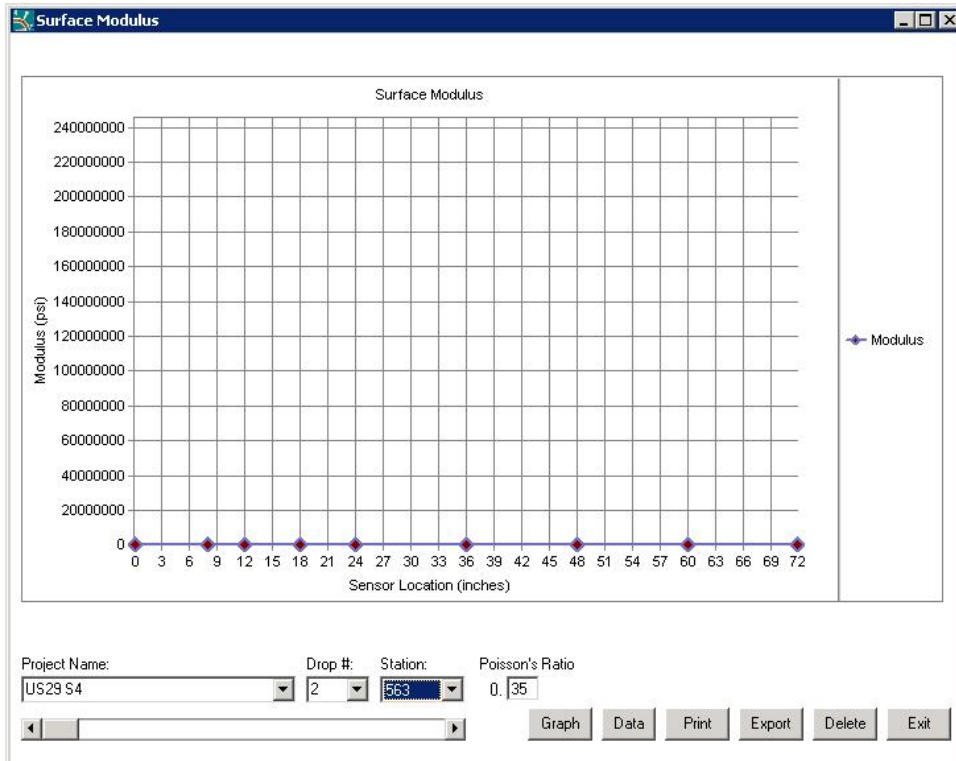 Surface Modulus
Surface Modulus
240000000
220000000
200000000
180000000
160000000
140000000
120000000
100000000
80000000
60000000
40000000
20000000
0
Modulus (psi)
0 3 6 9 12 15 18 21 24 27 30 33 36 39 42 45 48 51 54 57 60 63 66 69 72
Sensor Location (inches)
Modulus
Project Name: Drop #: Station: Poisson's Ratio
US29 S4 2 563 0. 35
Graph Data Print Export Delete Exit